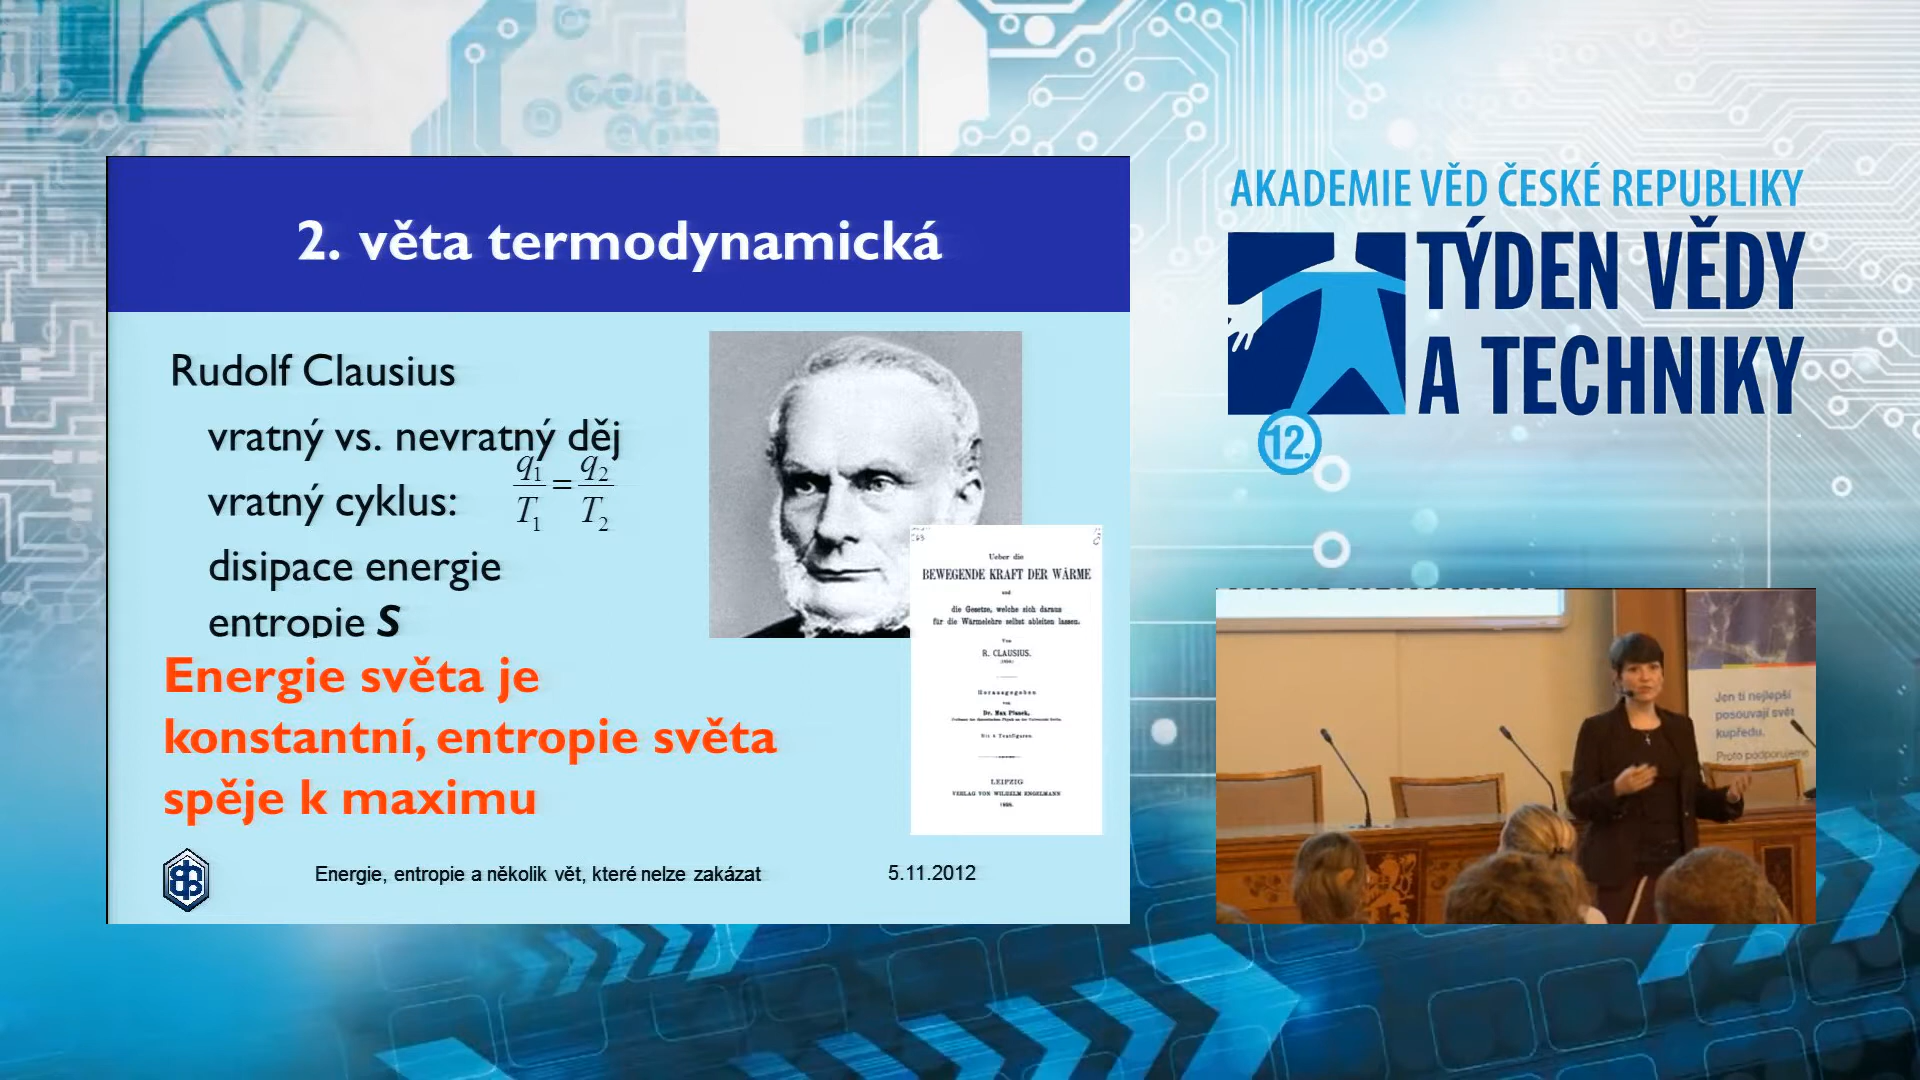 AKADEMIE VĚD ČESKÉ REPUBLIKY
TÝDEN VĚDY
A TECHNIKY
12.
2. věta termodynamická
Rudolf Clausius
vratný vs. nevratný děj
vratný cyklus: q1/T1 = q2/T2
disipace energie
entropie S
Energie světa je
konstantní, entropie světa
spěje k maximu
Ueber die
BEWEGENDE KRAFT DER WÄRME
und
die Gesetze, welche sich daraus
für die Wärmelehre selbst ableiten lassen.
Von
R. CLAUSIUS.
Herausgegeben
von
Dr. Max Planck,
LEIPZIG
VERLAG VON WILHELM ENGELMANN
Energie, entropie a několik vět, které nelze zakázat
5.11.2012
Jen ti nejlepší
posouvají svět
kupředu.
Proto podporujeme